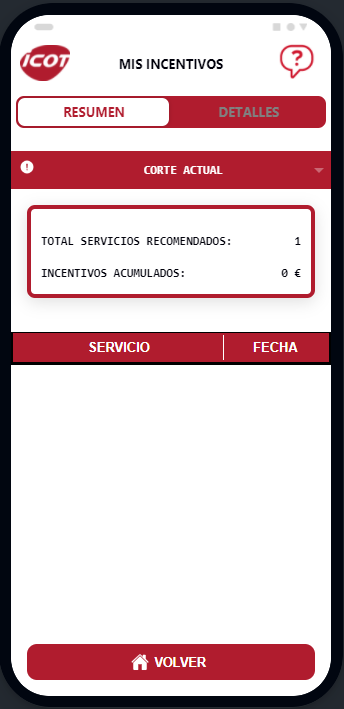 icot
MIS INCENTIVOS
?
RESUMEN DETALLES
! CORTE ACTUAL
TOTAL SERVICIOS RECOMENDADOS: 1
INCENTIVOS ACUMULADOS: 0 €
SERVICIO FECHA
VOLVER